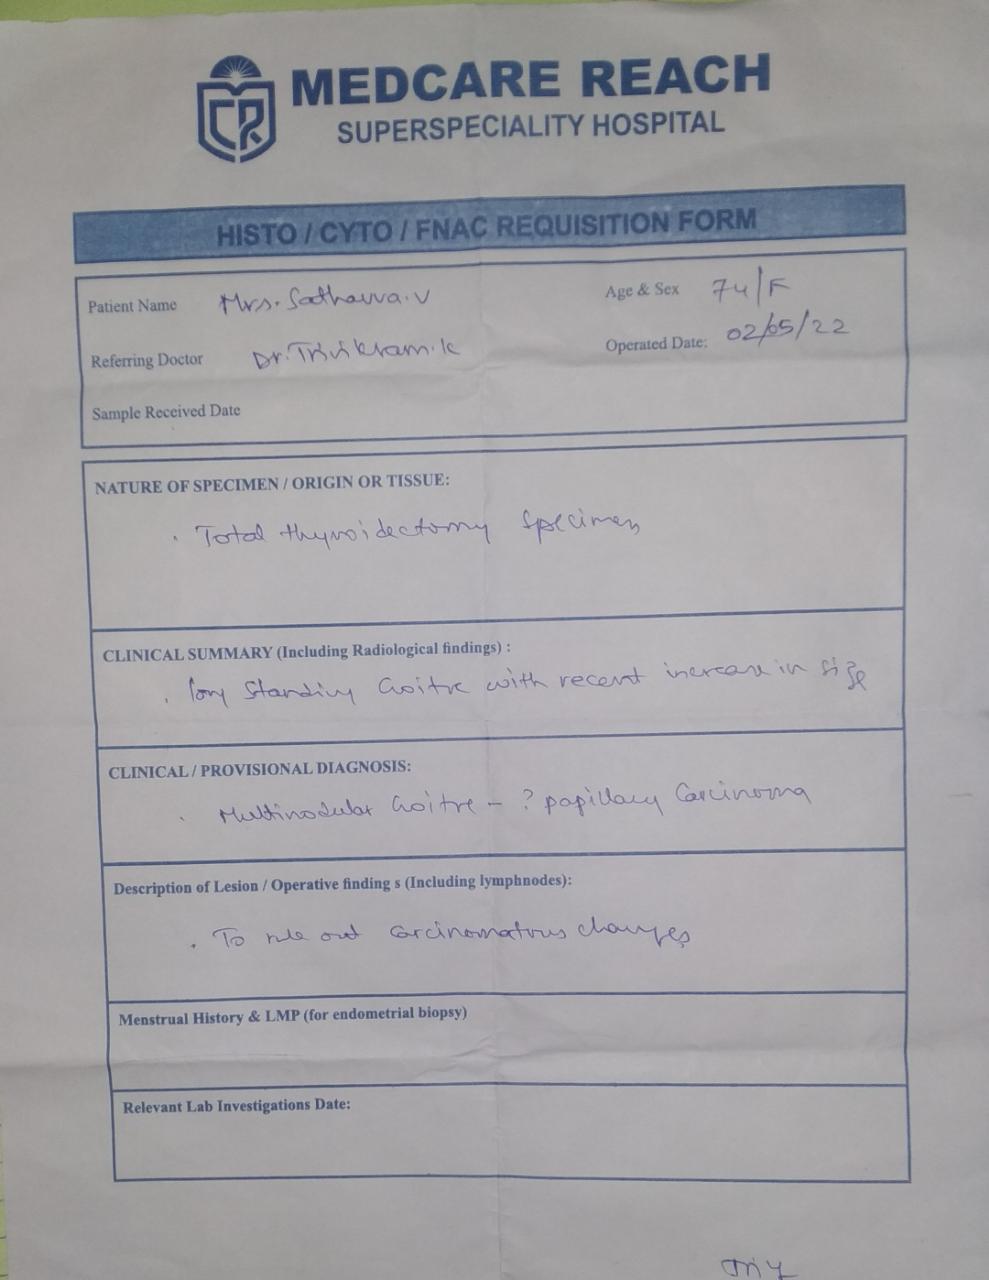 CR
MEDCARE REACH
SUPERSPECIALITY HOSPITAL
HISTO / CYTO / FNAC REQUISITION FORM
Patient Name Mrs. Sathavva. V Age & Sex 74/F
Referring Doctor Dr. Trivikram. K Operated Date: 02/05/22
Sample Received Date
NATURE OF SPECIMEN / ORIGIN OR TISSUE:
. Total thyroidectomy specimen
CLINICAL SUMMARY (Including Radiological findings) :
. long standing Goitre with recent increase in size
CLINICAL / PROVISIONAL DIAGNOSIS:
. Multinodular Goitre - ? papillary Carcinoma
Description of Lesion / Operative finding s (Including lymphnodes):
. To rule out carcinomatous changes
Menstrual History & LMP (for endometrial biopsy)
Relevant Lab Investigations Date: